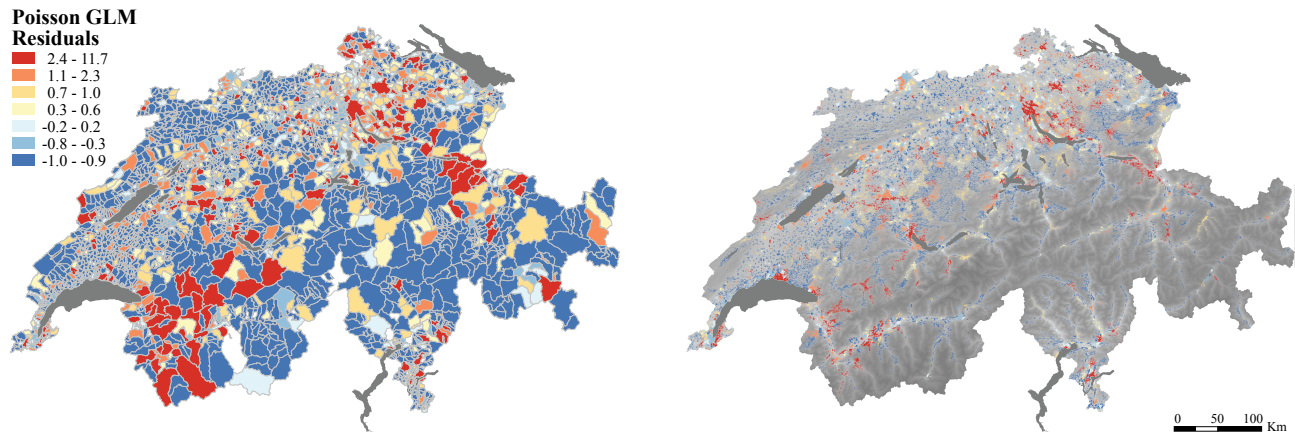 Poisson GLM
Residuals
2.4 - 11.7
1.1 - 2.3
0.7 - 1.0
0.3 - 0.6
-0.2 - 0.2
-0.8 - -0.3
-1.0 - -0.9
0 50 100
Km